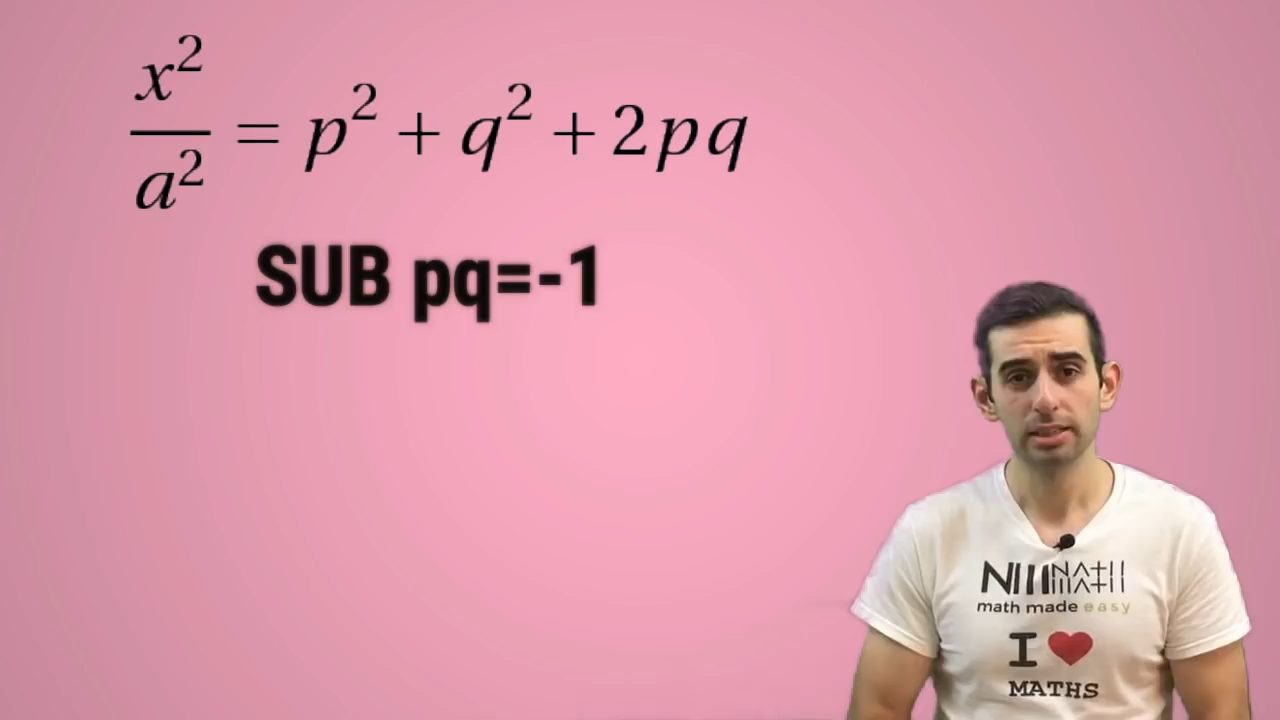 x²/a² = p² + q² + 2pq
SUB pq=-1
math made easy
I ❤
MATHS